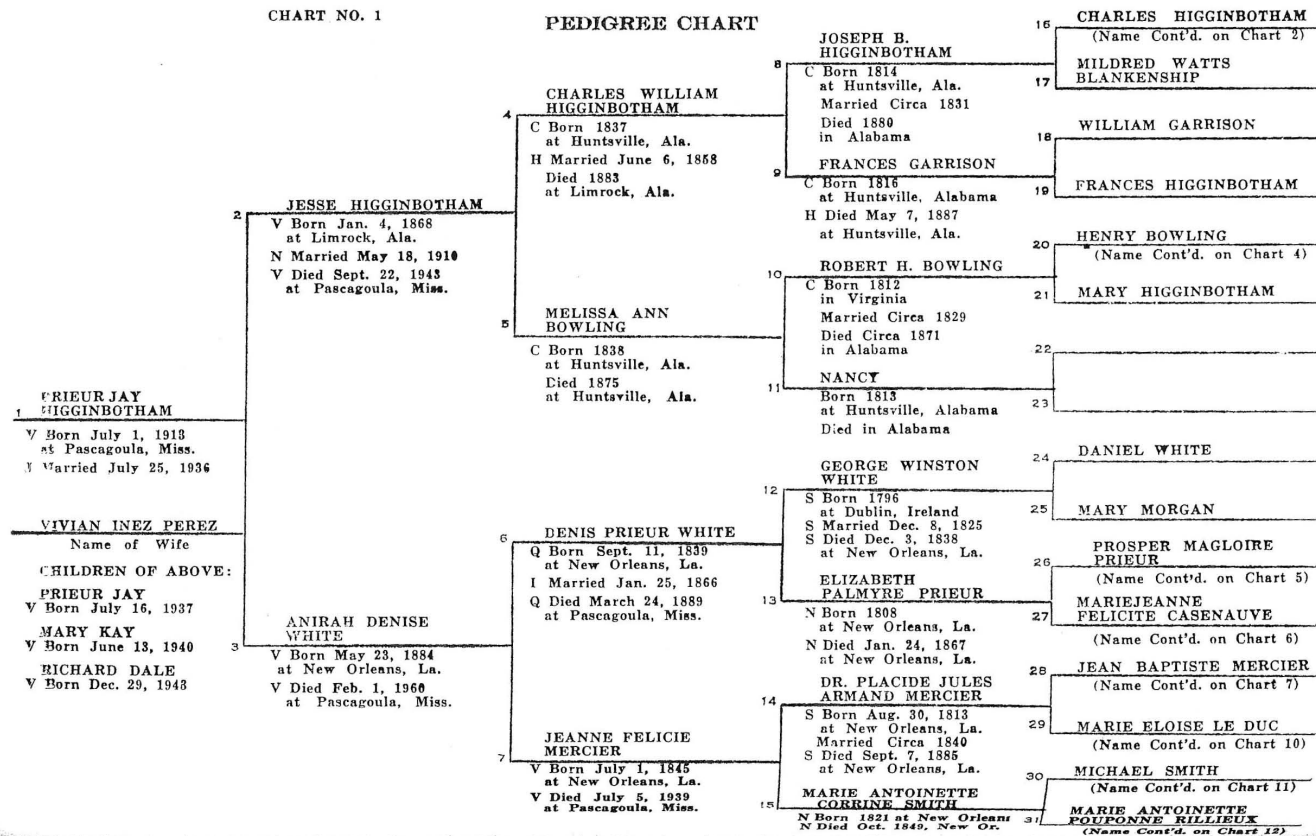 CHART NO. 1
PEDIGREE CHART
1
PRIEUR JAY
HIGGINBOTHAM
V Born July 1, 1913
at Pascagoula, Miss.
Married July 25, 1936
VIVIAN INEZ PEREZ
Name of Wife
CHILDREN OF ABOVE:
PRIEUR JAY
V Born July 16, 1937
MARY KAY
V Born June 13, 1940
RICHARD DALE
V Born Dec. 29, 1943
2
JESSE HIGGINBOTHAM
V Born Jan. 4, 1868
at Limrock, Ala.
N Married May 18, 1910
V Died Sept. 22, 1943
at Pascagoula, Miss.
3
ANIRAH DENISE
WHITE
V Born May 23, 1884
at New Orleans, La.
V Died Feb. 1, 1960
at Pascagoula, Miss.
4
CHARLES WILLIAM
HIGGINBOTHAM
C Born 1837
at Huntsville, Ala.
H Married June 6, 1858
Died 1883
at Limrock, Ala.
5
MELISSA ANN
BOWLING
C Born 1838
at Huntsville, Ala.
Died 1875
at Huntsville, Ala.
6
DENIS PRIEUR WHITE
Q Born Sept. 11, 1839
at New Orleans, La.
I Married Jan. 25, 1866
Q Died March 24, 1889
at Pascagoula, Miss.
7
JEANNE FELICIE
MERCIER
V Born July 1, 1845
at New Orleans, La.
V Died July 5, 1939
at Pascagoula, Miss.
8
JOSEPH B.
HIGGINBOTHAM
C Born 1814
at Huntsville, Ala.
Married Circa 1831
Died 1880
in Alabama
9
FRANCES GARRISON
C Born 1816
at Huntsville, Alabama
H Died May 7, 1887
at Huntsville, Ala.
10
ROBERT H. BOWLING
C Born 1812
in Virginia
Married Circa 1829
Died Circa 1871
in Alabama
11
NANCY
Born 1813
at Huntsville, Alabama
Died in Alabama
12
GEORGE WINSTON
WHITE
S Born 1796
at Dublin, Ireland
S Married Dec. 8, 1825
S Died Dec. 3, 1838
at New Orleans, La.
13
ELIZABETH
PALMYRE PRIEUR
N Born 1808
at New Orleans, La.
N Died Jan. 24, 1867
at New Orleans, La.
14
DR. PLACIDE JULES
ARMAND MERCIER
S Born Aug. 30, 1813
at New Orleans, La.
Married Circa 1840
S Died Sept. 7, 1885
at New Orleans, La.
15
MARIE ANTOINETTE
CORRINE SMITH
N Born 1821 at New Orleans
N Died Oct. 1849, New Or.
16
CHARLES HIGGINBOTHAM
(Name Cont'd. on Chart 2)
17
MILDRED WATTS
BLANKENSHIP
18
WILLIAM GARRISON
19
FRANCES HIGGINBOTHAM
20
HENRY BOWLING
(Name Cont'd. on Chart 4)
21
MARY HIGGINBOTHAM
22
23
24
DANIEL WHITE
25
MARY MORGAN
26
PROSPER MAGLOIRE
PRIEUR
(Name Cont'd. on Chart 5)
27
MARIEJEANNE
FELICITE CASENAUVE
(Name Cont'd. on Chart 6)
28
JEAN BAPTISTE MERCIER
(Name Cont'd. on Chart 7)
29
MARIE ELOISE LE DUC
(Name Cont'd. on Chart 10)
30
MICHAEL SMITH
(Name Cont'd. on Chart 11)
31
MARIE ANTOINETTE
POUPONNE RILLIEUX
(Name Cont'd. on Chart 12)